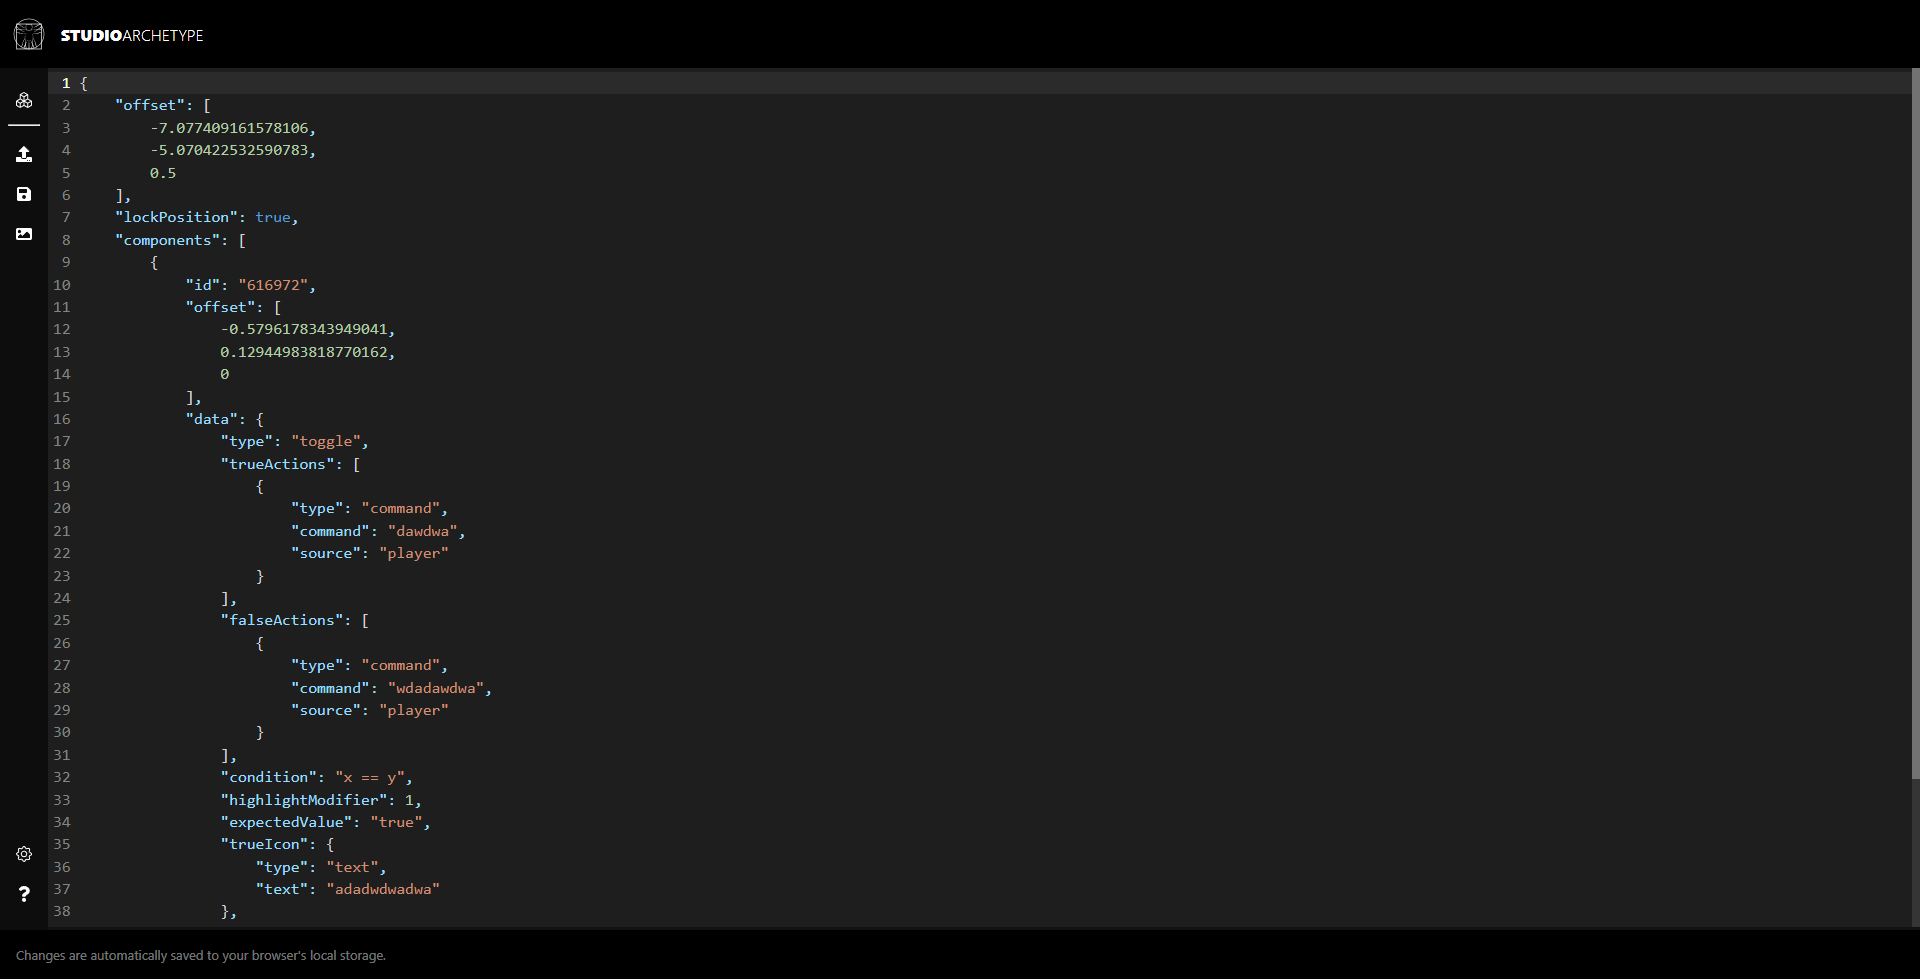 STUDIOARCHETYPE
1 {
2 "offset": [
3 -7.077409161578106,
4 -5.070422532590783,
5 0.5
6 ],
7 "lockPosition": true,
8 "components": [
9 {
10 "id": "616972",
11 "offset": [
12 -0.5796178343949041,
13 0.12944983818770162,
14 0
15 ],
16 "data": {
17 "type": "toggle",
18 "trueActions": [
19 {
20 "type": "command",
21 "command": "dawdwa",
22 "source": "player"
23 }
24 ],
25 "falseActions": [
26 {
27 "type": "command",
28 "command": "wdadawdwa",
29 "source": "player"
30 }
31 ],
32 "condition": "x == y",
33 "highlightModifier": 1,
34 "expectedValue": "true",
35 "trueIcon": {
36 "type": "text",
37 "text": "adadwdwadwa"
38 },
Changes are automatically saved to your browser's local storage.